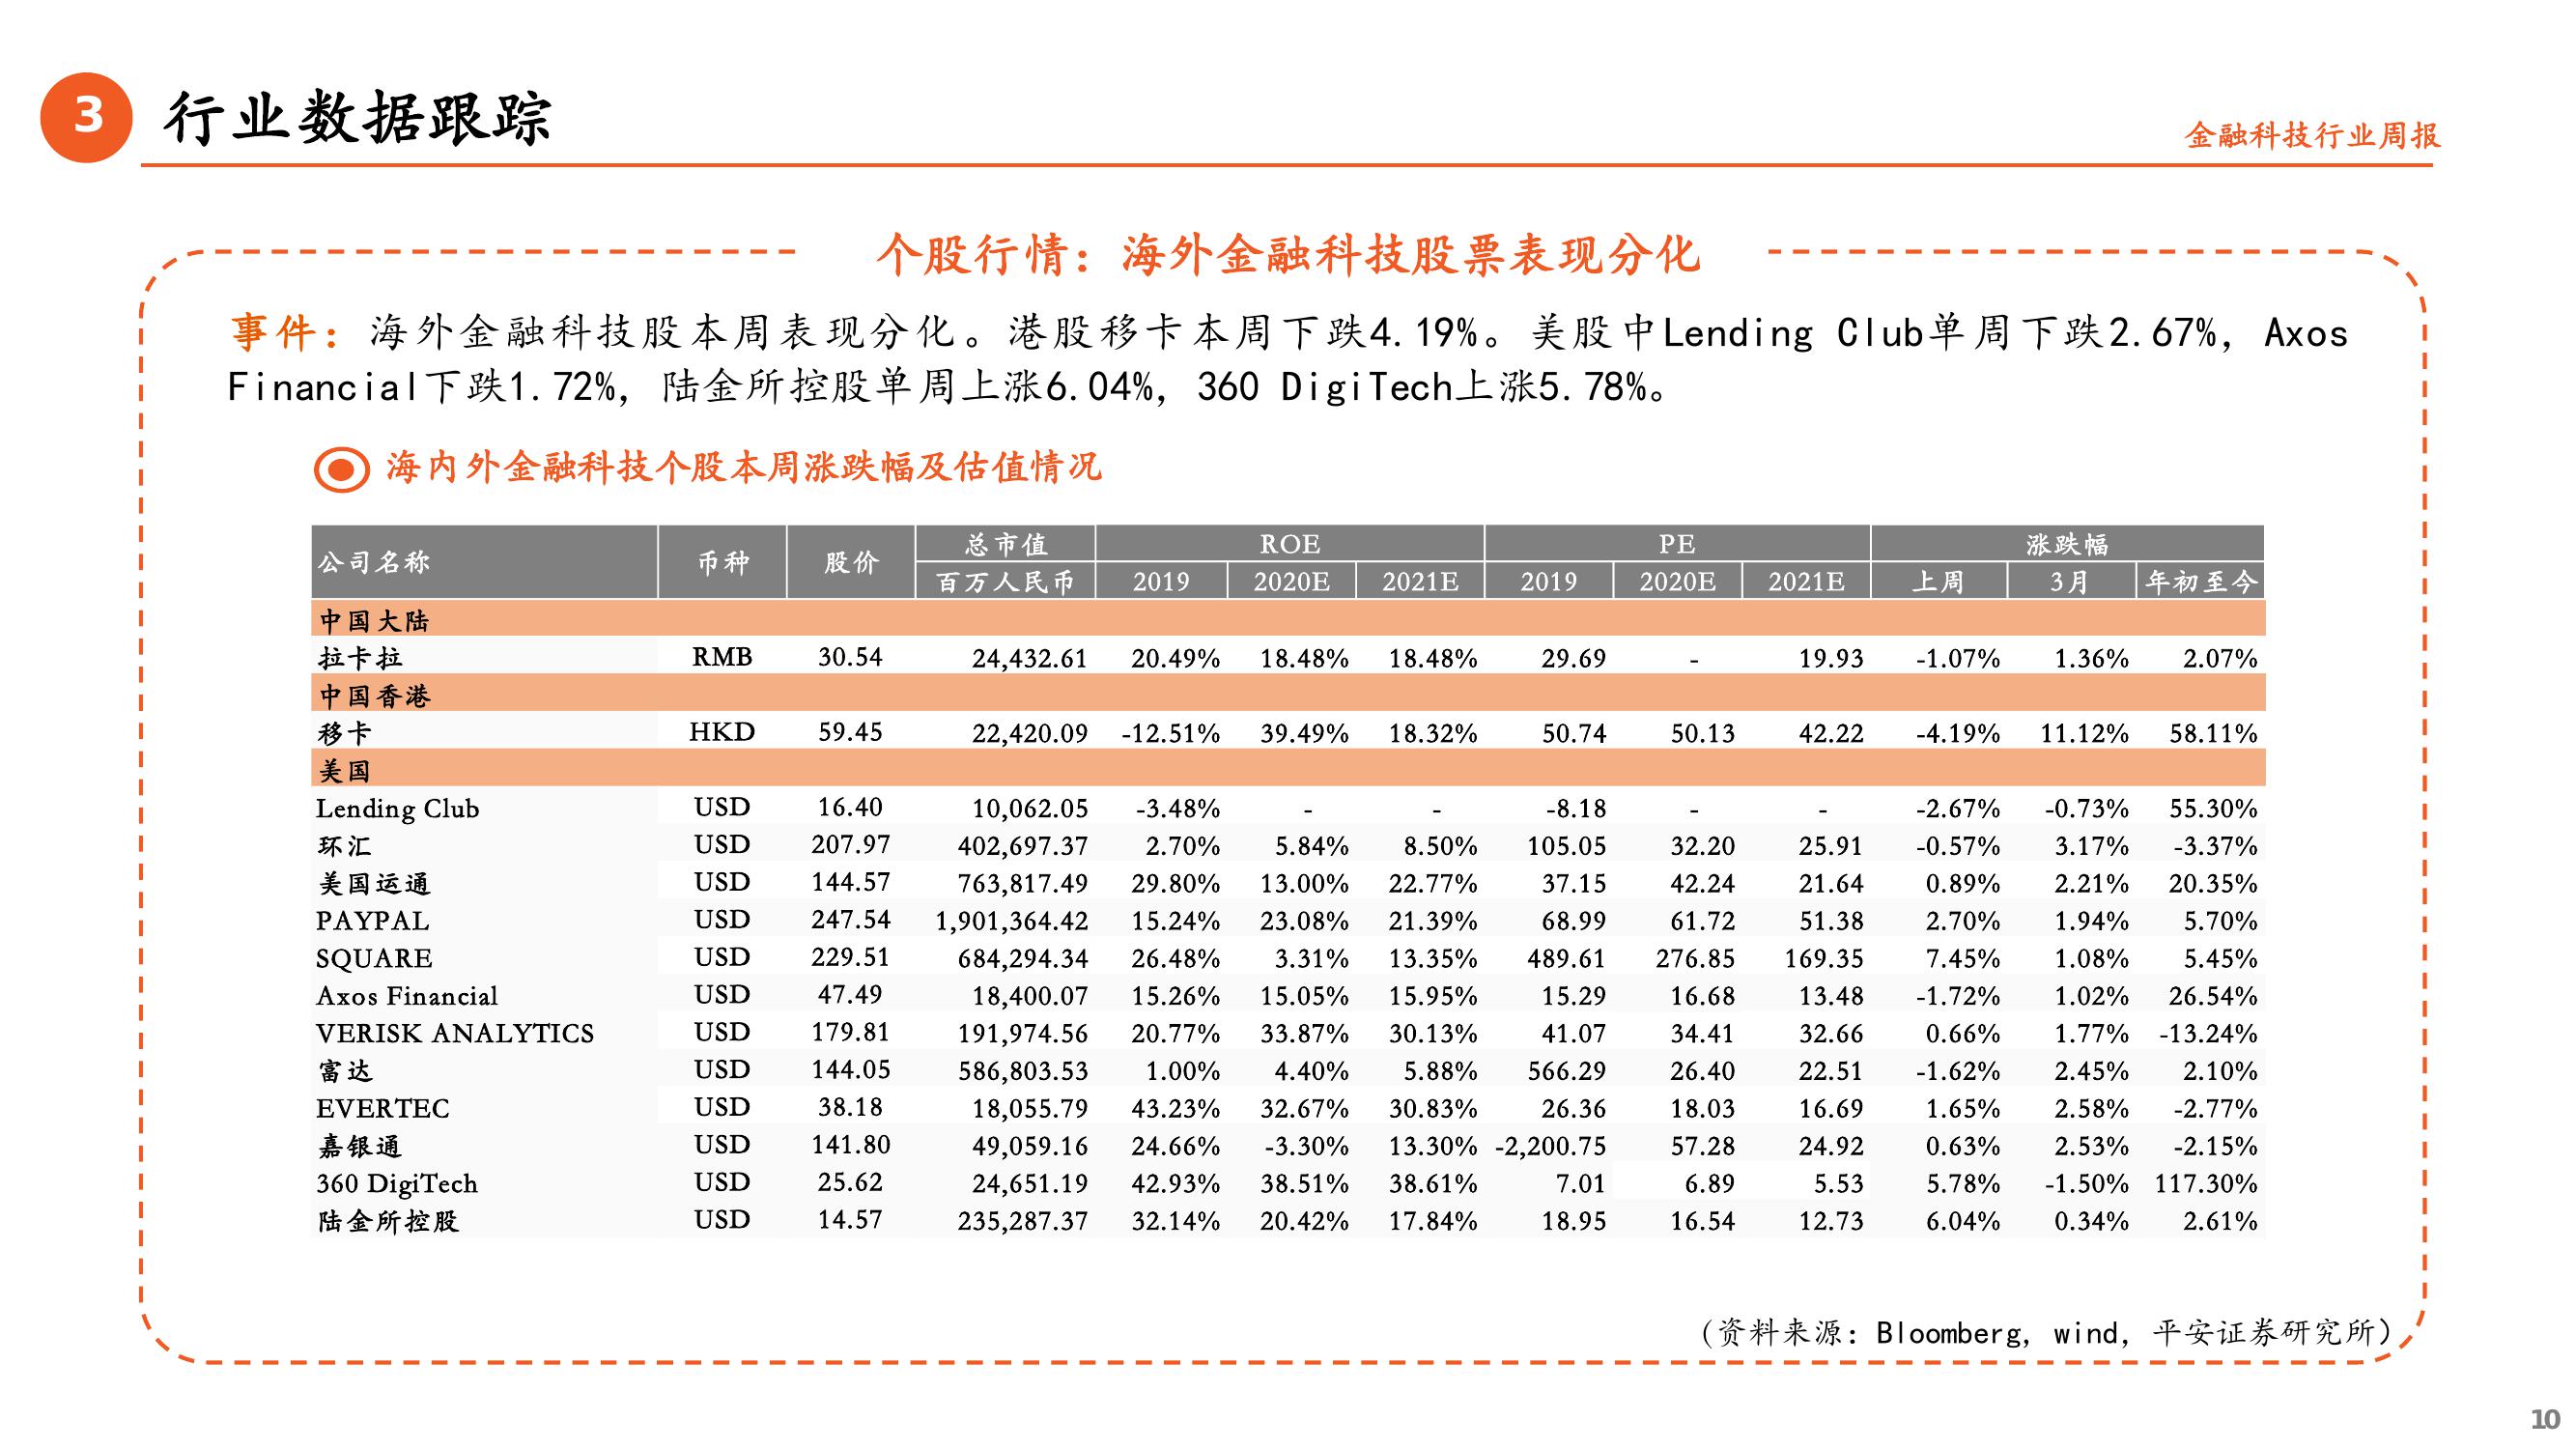 3 行业数据跟踪
金融科技行业周报
个股行情：海外金融科技股票表现分化
事件：海外金融科技股本周表现分化。港股移卡本周下跌4.19%。美股中Lending Club单周下跌2.67%，Axos
Financial下跌1.72%，陆金所控股单周上涨6.04%，360 DigiTech上涨5.78%。
海内外金融科技个股本周涨跌幅及估值情况
公司名称 币种 股价 总市值 ROE PE 涨跌幅
百万人民币 2019 2020E 2021E 2019 2020E 2021E 上周 3月 年初至今
中国大陆
拉卡拉 RMB 30.54 24,432.61 20.49% 18.48% 18.48% 29.69 - 19.93 -1.07% 1.36% 2.07%
中国香港
移卡 HKD 59.45 22,420.09 -12.51% 39.49% 18.32% 50.74 50.13 42.22 -4.19% 11.12% 58.11%
美国
Lending Club USD 16.40 10,062.05 -3.48% - - -8.18 - - -2.67% -0.73% 55.30%
环汇 USD 207.97 402,697.37 2.70% 5.84% 8.50% 105.05 32.20 25.91 -0.57% 3.17% -3.37%
美国运通 USD 144.57 763,817.49 29.80% 13.00% 22.77% 37.15 42.24 21.64 0.89% 2.21% 20.35%
PAYPAL USD 247.54 1,901,364.42 15.24% 23.08% 21.39% 68.99 61.72 51.38 2.70% 1.94% 5.70%
SQUARE USD 229.51 684,294.34 26.48% 3.31% 13.35% 489.61 276.85 169.35 7.45% 1.08% 5.45%
Axos Financial USD 47.49 18,400.07 15.26% 15.05% 15.95% 15.29 16.68 13.48 -1.72% 1.02% 26.54%
VERISK ANALYTICS USD 179.81 191,974.56 20.77% 33.87% 30.13% 41.07 34.41 32.66 0.66% 1.77% -13.24%
富达 USD 144.05 586,803.53 1.00% 4.40% 5.88% 566.29 26.40 22.51 -1.62% 2.45% 2.10%
EVERTEC USD 38.18 18,055.79 43.23% 32.67% 30.83% 26.36 18.03 16.69 1.65% 2.58% -2.77%
嘉银通 USD 141.80 49,059.16 24.66% -3.30% 13.30% -2,200.75 57.28 24.92 0.63% 2.53% -2.15%
360 DigiTech USD 25.62 24,651.19 42.93% 38.51% 38.61% 7.01 6.89 5.53 5.78% -1.50% 117.30%
陆金所控股 USD 14.57 235,287.37 32.14% 20.42% 17.84% 18.95 16.54 12.73 6.04% 0.34% 2.61%
（资料来源：Bloomberg, wind, 平安证券研究所）
10